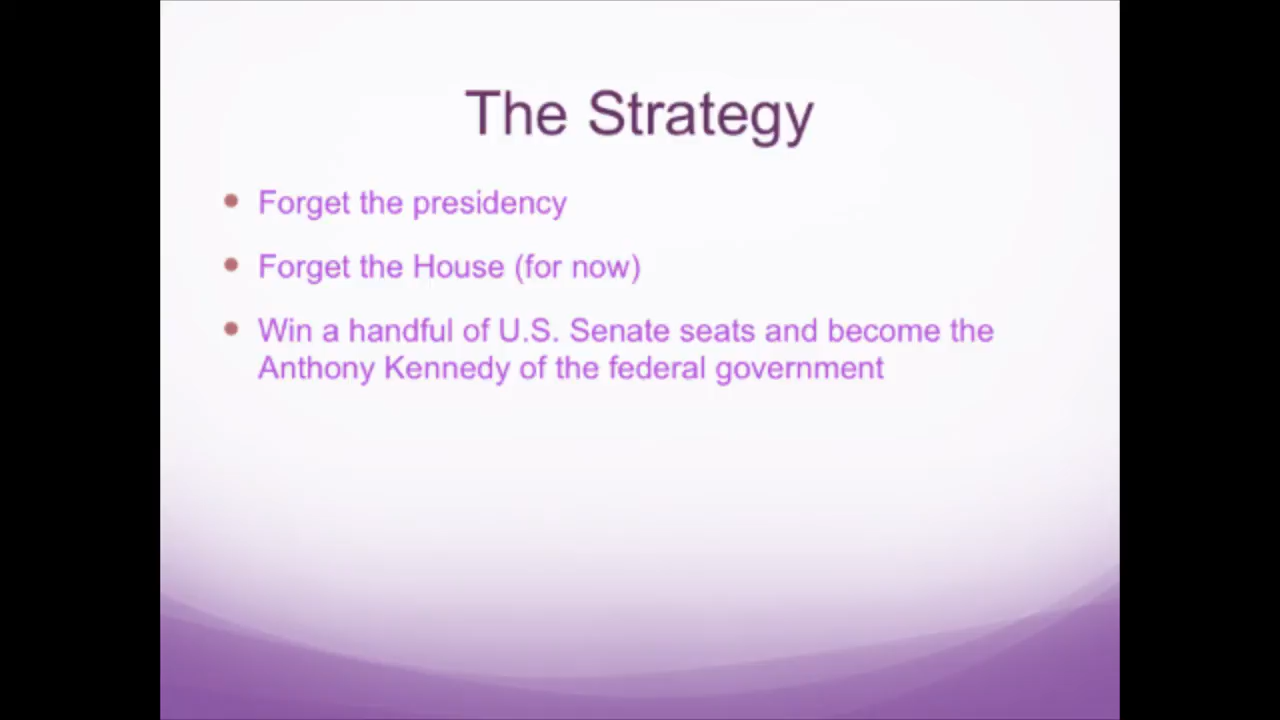 The Strategy
Forget the presidency
Forget the House (for now)
Win a handful of U.S. Senate seats and become the
Anthony Kennedy of the federal government